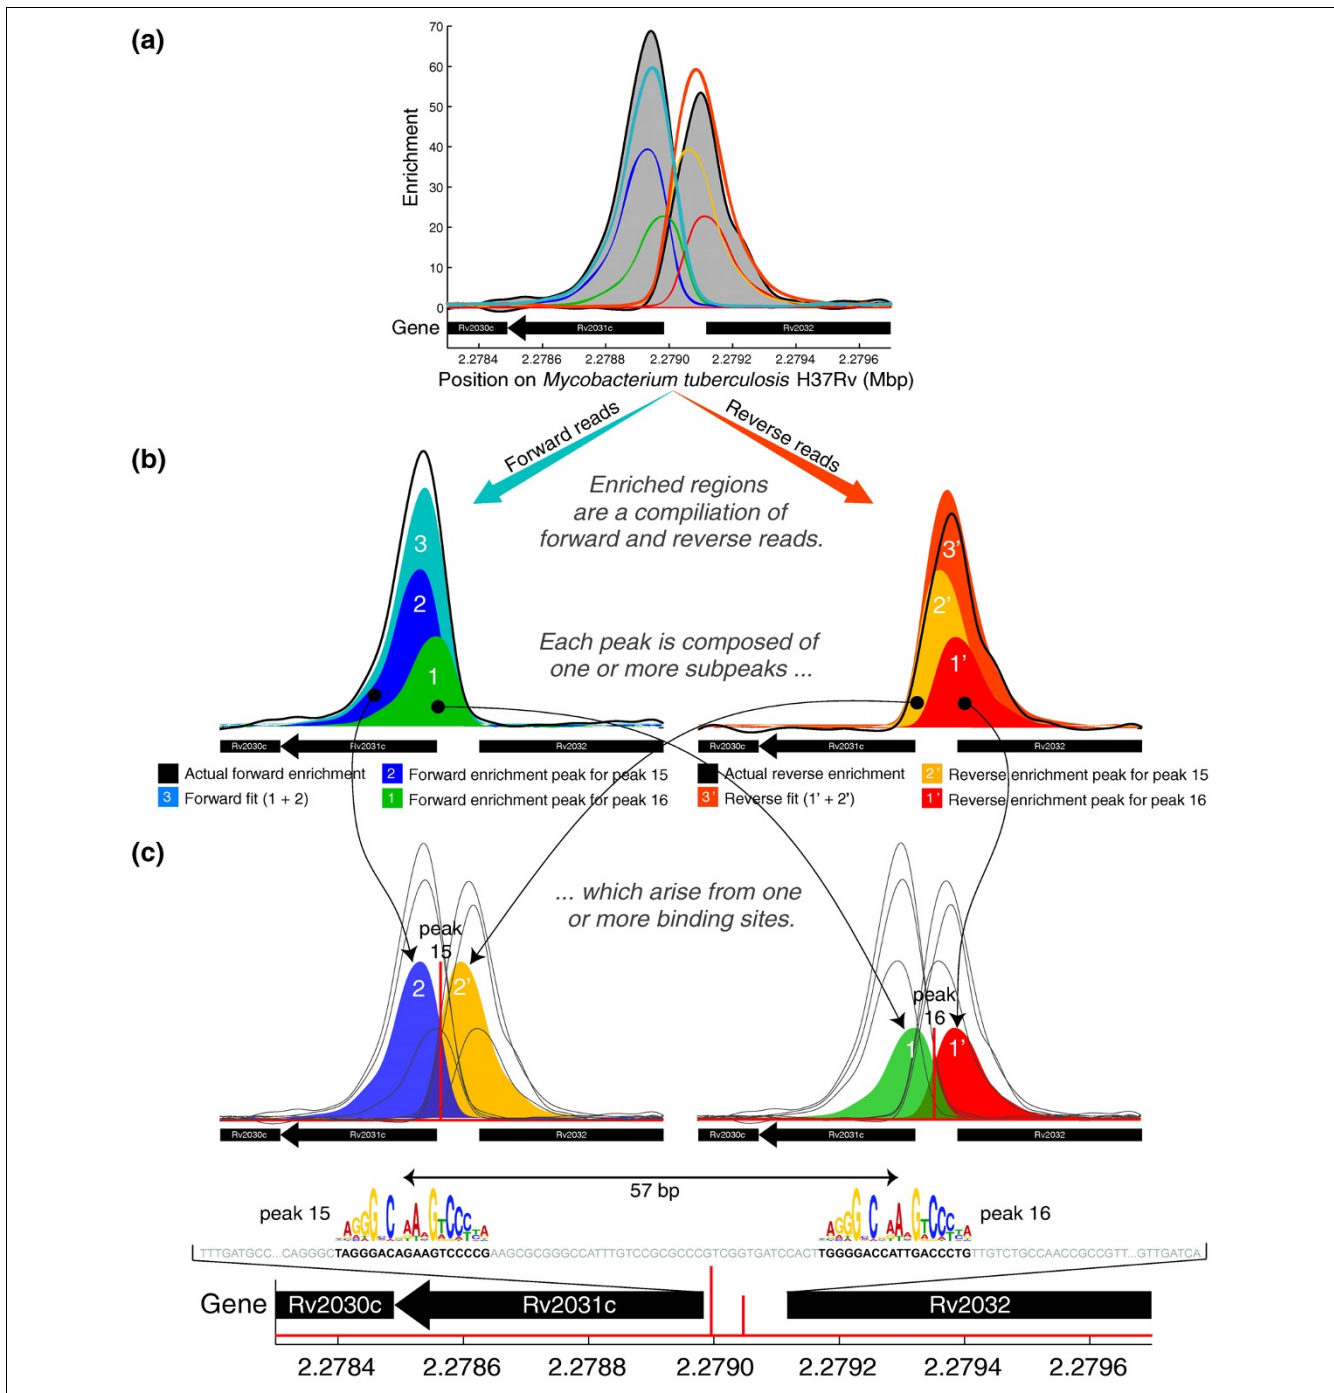 (a)
70
60
50
40
30
20
10
0
Enrichment
Gene
Rv2030c
Rv2031c
Rv2032
2.2784 2.2786 2.2788 2.2790 2.2792 2.2794 2.2796
Position on Mycobacterium tuberculosis H37Rv (Mbp)
Forward reads
Reverse reads
(b)
Enriched regions
are a compiliation of
forward and reverse reads.
Each peak is composed of
one or more subpeaks ...
3
2
1
3'
2'
1'
Rv2030c
Rv2031c
Rv2032
Rv2030c
Rv2031c
Rv2032
Actual forward enrichment
3 Forward fit (1 + 2)
2 Forward enrichment peak for peak 15
1 Forward enrichment peak for peak 16
Actual reverse enrichment
3' Reverse fit (1' + 2')
2' Reverse enrichment peak for peak 15
1' Reverse enrichment peak for peak 16
(c)
... which arise from one
or more binding sites.
peak
15
2
2'
peak
16
1
1'
Rv2030c
Rv2031c
Rv2032
Rv2030c
Rv2031c
Rv2032
57 bp
peak 15
peak 16
TTTGATGCC...CAGGGCTAGGGACAGAAGTCCCCGAAGCGCGGGCCATTTGTCCGCGCCCGTCGGTGATCCACTTGGGGACCATTGACCCTGTTGTCTGCCAACCGCCGTT...GTTGATCA
Gene
Rv2030c
Rv2031c
Rv2032
2.2784 2.2786 2.2788 2.2790 2.2792 2.2794 2.2796